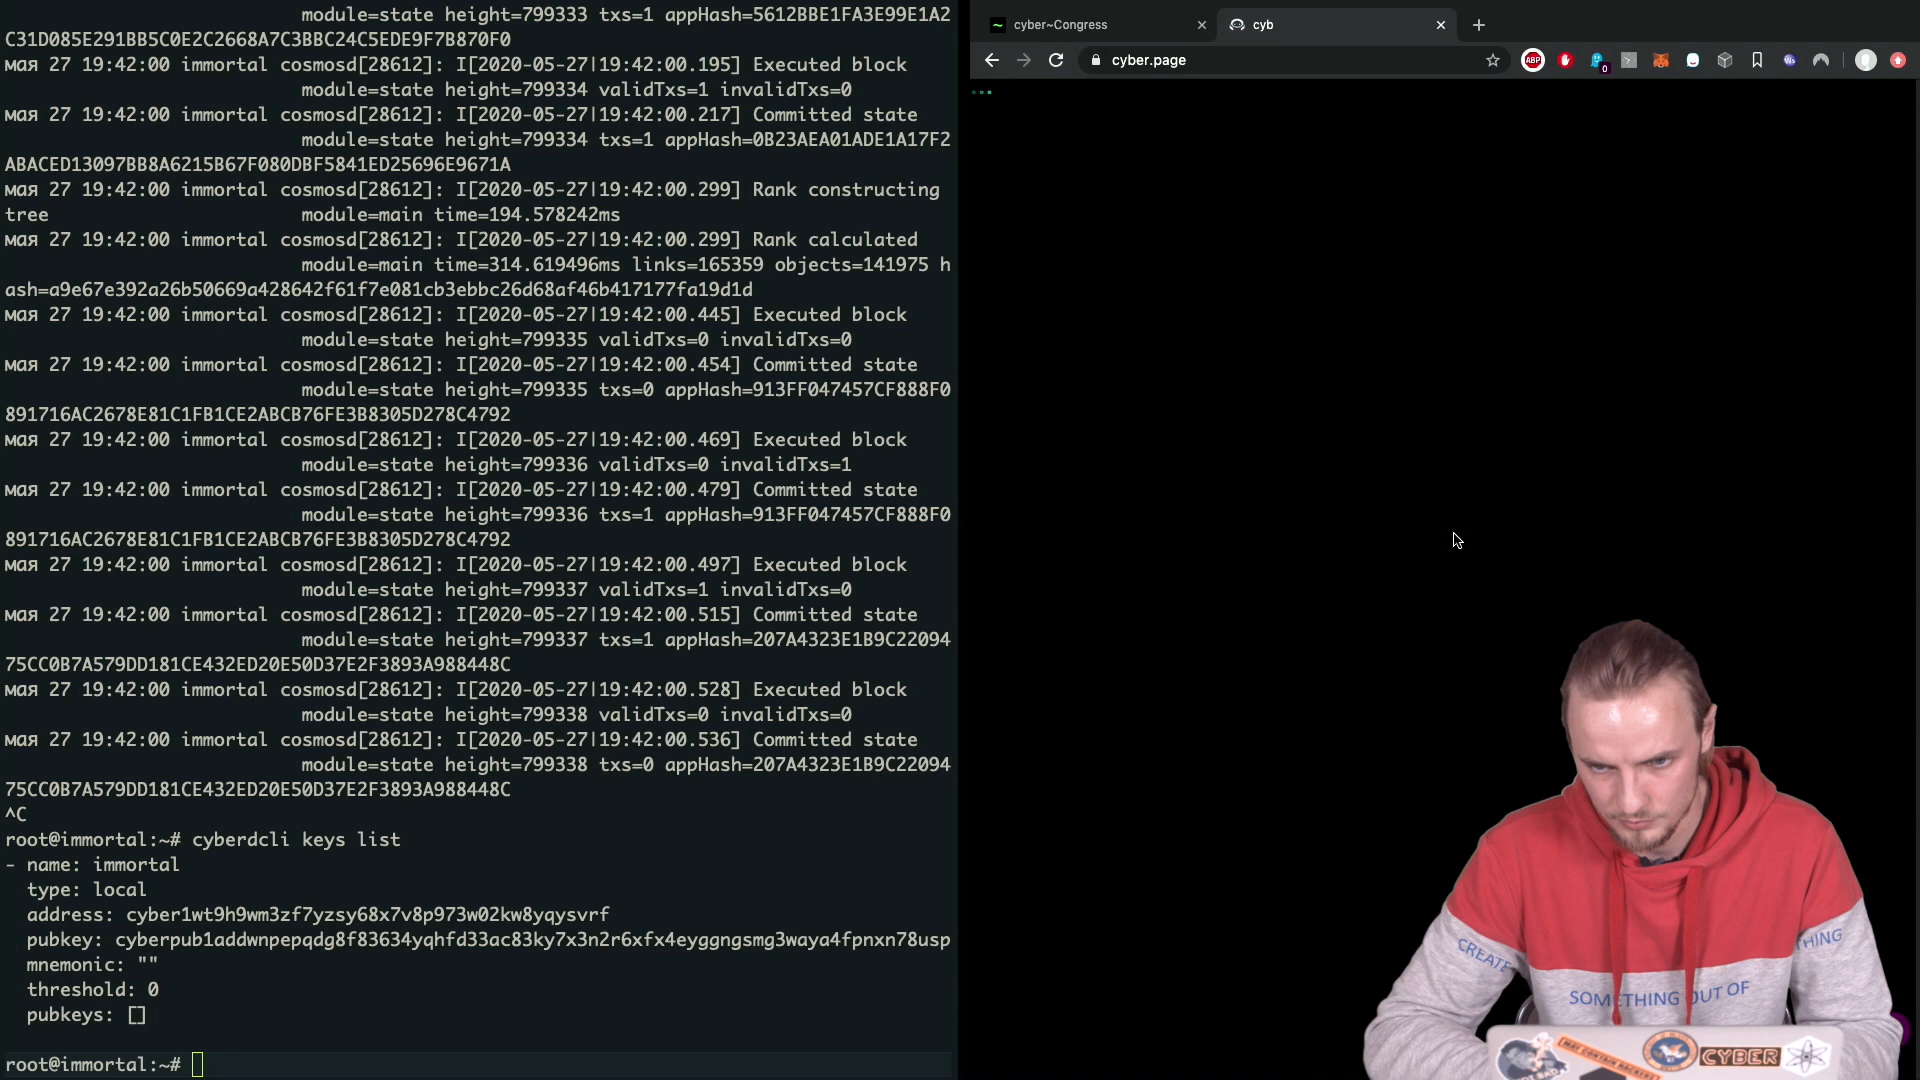 module=state height=799333 txs=1 appHash=5612BBE1FA3E99E1A2
C31D085E291BB5C0E2C2668A7C3BBC24C5EDE9F7B870F0
мая 27 19:42:00 immortal cosmosd[28612]: I[2020-05-27|19:42:00.195] Executed block
module=state height=799334 validTxs=1 invalidTxs=0
мая 27 19:42:00 immortal cosmosd[28612]: I[2020-05-27|19:42:00.217] Committed state
module=state height=799334 txs=1 appHash=0B23AEA01ADE1A17F2
ABACED13097BB8A6215B67F080DBF5841ED25696E9671A
мая 27 19:42:00 immortal cosmosd[28612]: I[2020-05-27|19:42:00.299] Rank constructing
tree module=main time=194.578242ms
мая 27 19:42:00 immortal cosmosd[28612]: I[2020-05-27|19:42:00.299] Rank calculated
module=main time=314.619496ms links=165359 objects=141975 h
ash=a9e67e392a26b50669a428642f61f7e081cb3ebbc26d68af46b417177fa19d1d
мая 27 19:42:00 immortal cosmosd[28612]: I[2020-05-27|19:42:00.445] Executed block
module=state height=799335 validTxs=0 invalidTxs=0
мая 27 19:42:00 immortal cosmosd[28612]: I[2020-05-27|19:42:00.454] Committed state
module=state height=799335 txs=0 appHash=913FF047457CF888F0
891716AC2678E81C1FB1CE2ABCB76FE3B8305D278C4792
мая 27 19:42:00 immortal cosmosd[28612]: I[2020-05-27|19:42:00.469] Executed block
module=state height=799336 validTxs=0 invalidTxs=1
мая 27 19:42:00 immortal cosmosd[28612]: I[2020-05-27|19:42:00.479] Committed state
module=state height=799336 txs=1 appHash=913FF047457CF888F0
891716AC2678E81C1FB1CE2ABCB76FE3B8305D278C4792
мая 27 19:42:00 immortal cosmosd[28612]: I[2020-05-27|19:42:00.497] Executed block
module=state height=799337 validTxs=1 invalidTxs=0
мая 27 19:42:00 immortal cosmosd[28612]: I[2020-05-27|19:42:00.515] Committed state
module=state height=799337 txs=1 appHash=207A4323E1B9C22094
75CC0B7A579DD181CE432ED20E50D37E2F3893A988448C
мая 27 19:42:00 immortal cosmosd[28612]: I[2020-05-27|19:42:00.528] Executed block
module=state height=799338 validTxs=0 invalidTxs=0
мая 27 19:42:00 immortal cosmosd[28612]: I[2020-05-27|19:42:00.536] Committed state
module=state height=799338 txs=0 appHash=207A4323E1B9C22094
75CC0B7A579DD181CE432ED20E50D37E2F3893A988448C
^C
root@immortal:~# cyberdcli keys list
- name: immortal
type: local
address: cyber1wt9h9wm3zf7yzsy68x7v8p973w02kw8yqysvrf
pubkey: cyberpub1addwnpepqdg8f83634yqhfd33ac83ky7x3n2r6xfx4eyggngsmg3waya4fpnxn78usp
mnemonic: ""
threshold: 0
pubkeys: []
root@immortal:~#
cyber~Congress
cyb
cyber.page
ABP
0
CREATE
THING
SOMETHING OUT OF
MAY CONTAIN HACKERS
CYBER